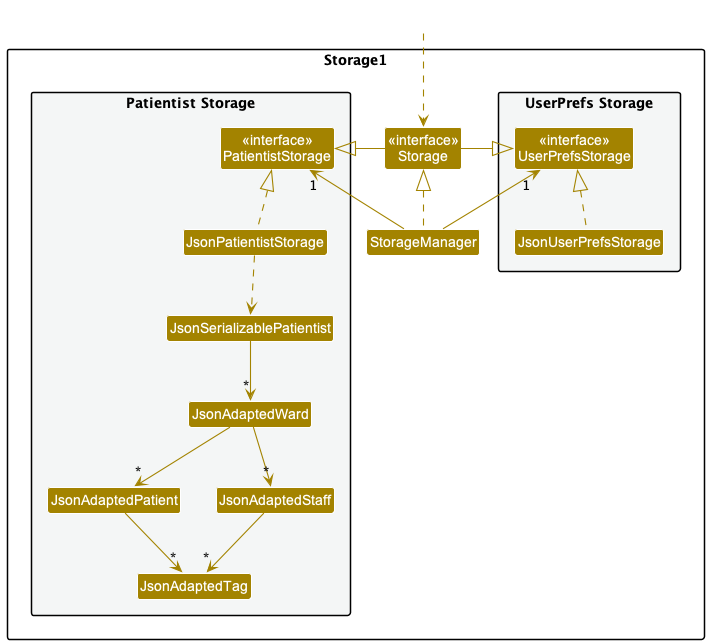 Storage1
Patientist Storage
UserPrefs Storage
«interface»
PatientistStorage
«interface»
Storage
«interface»
UserPrefsStorage
1
1
JsonPatientistStorage
StorageManager
JsonUserPrefsStorage
JsonSerializablePatientist
*
JsonAdaptedWard
*
*
JsonAdaptedPatient
JsonAdaptedStaff
*
*
JsonAdaptedTag